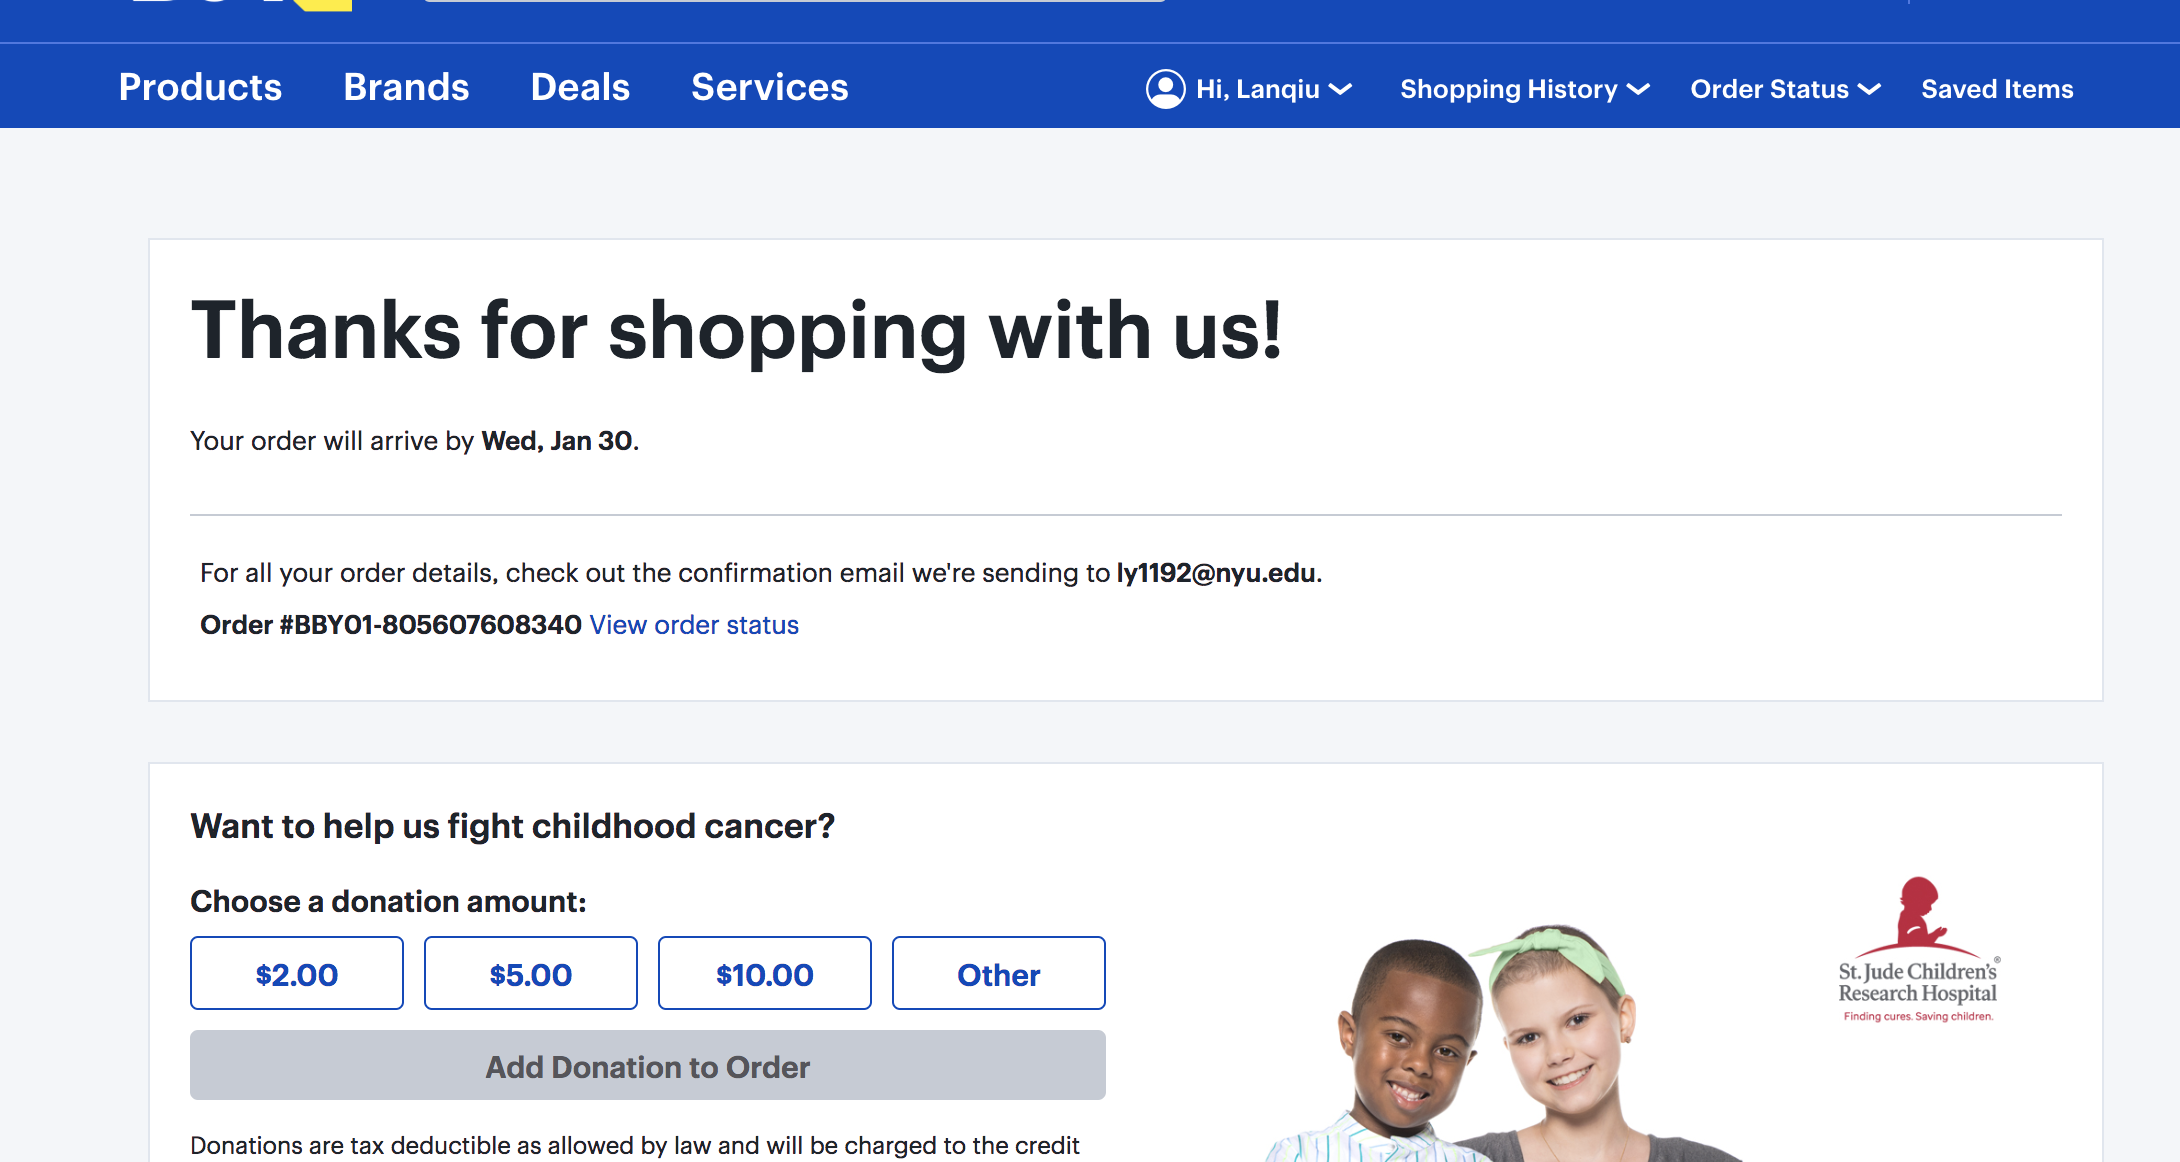 Products Brands Deals Services Hi, Lanqiu Shopping History Order Status Saved Items
Thanks for shopping with us!
Your order will arrive by Wed, Jan 30.
For all your order details, check out the confirmation email we're sending to ly1192@nyu.edu.
Order #BBY01-805607608340 View order status
Want to help us fight childhood cancer?
Choose a donation amount:
$2.00 $5.00 $10.00 Other
Add Donation to Order
St. Jude Children's®
Research Hospital
Finding cures. Saving children.
Donations are tax deductible as allowed by law and will be charged to the credit